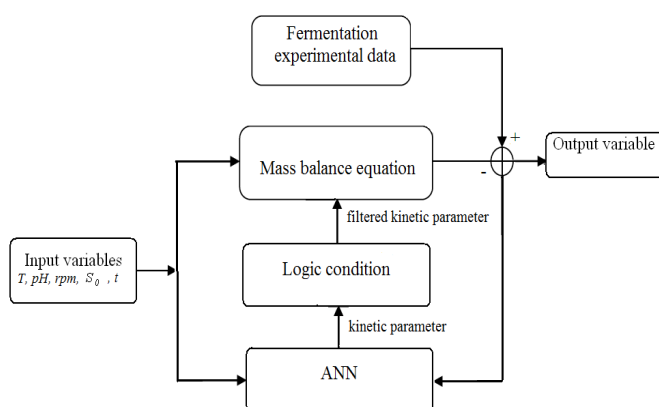 Fermentation
experimental data
+
Output variable
Mass balance equation
-
filtered kinetic parameter
Input variables
T, pH, rpm, S₀ , t
Logic condition
kinetic parameter
ANN